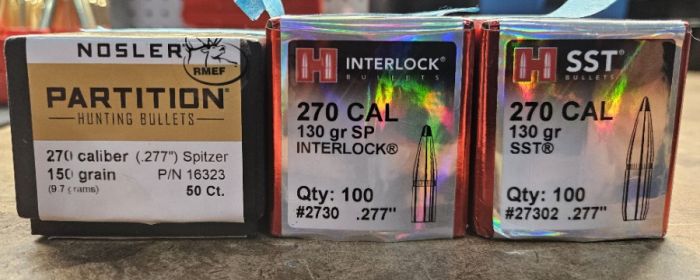 NOSLER
RMEF
PARTITION®
HUNTING BULLETS
270 caliber (.277") Spitzer
150 grain P/N 16323
(9.7 grams) 50 Ct.
H INTERLOCK®
BULLETS
270 CAL
130 gr SP
INTERLOCK®
Qty: 100
#2730 .277"
H SST®
BULLETS
270 CAL
130 gr
SST®
Qty: 100
#27302 .277"